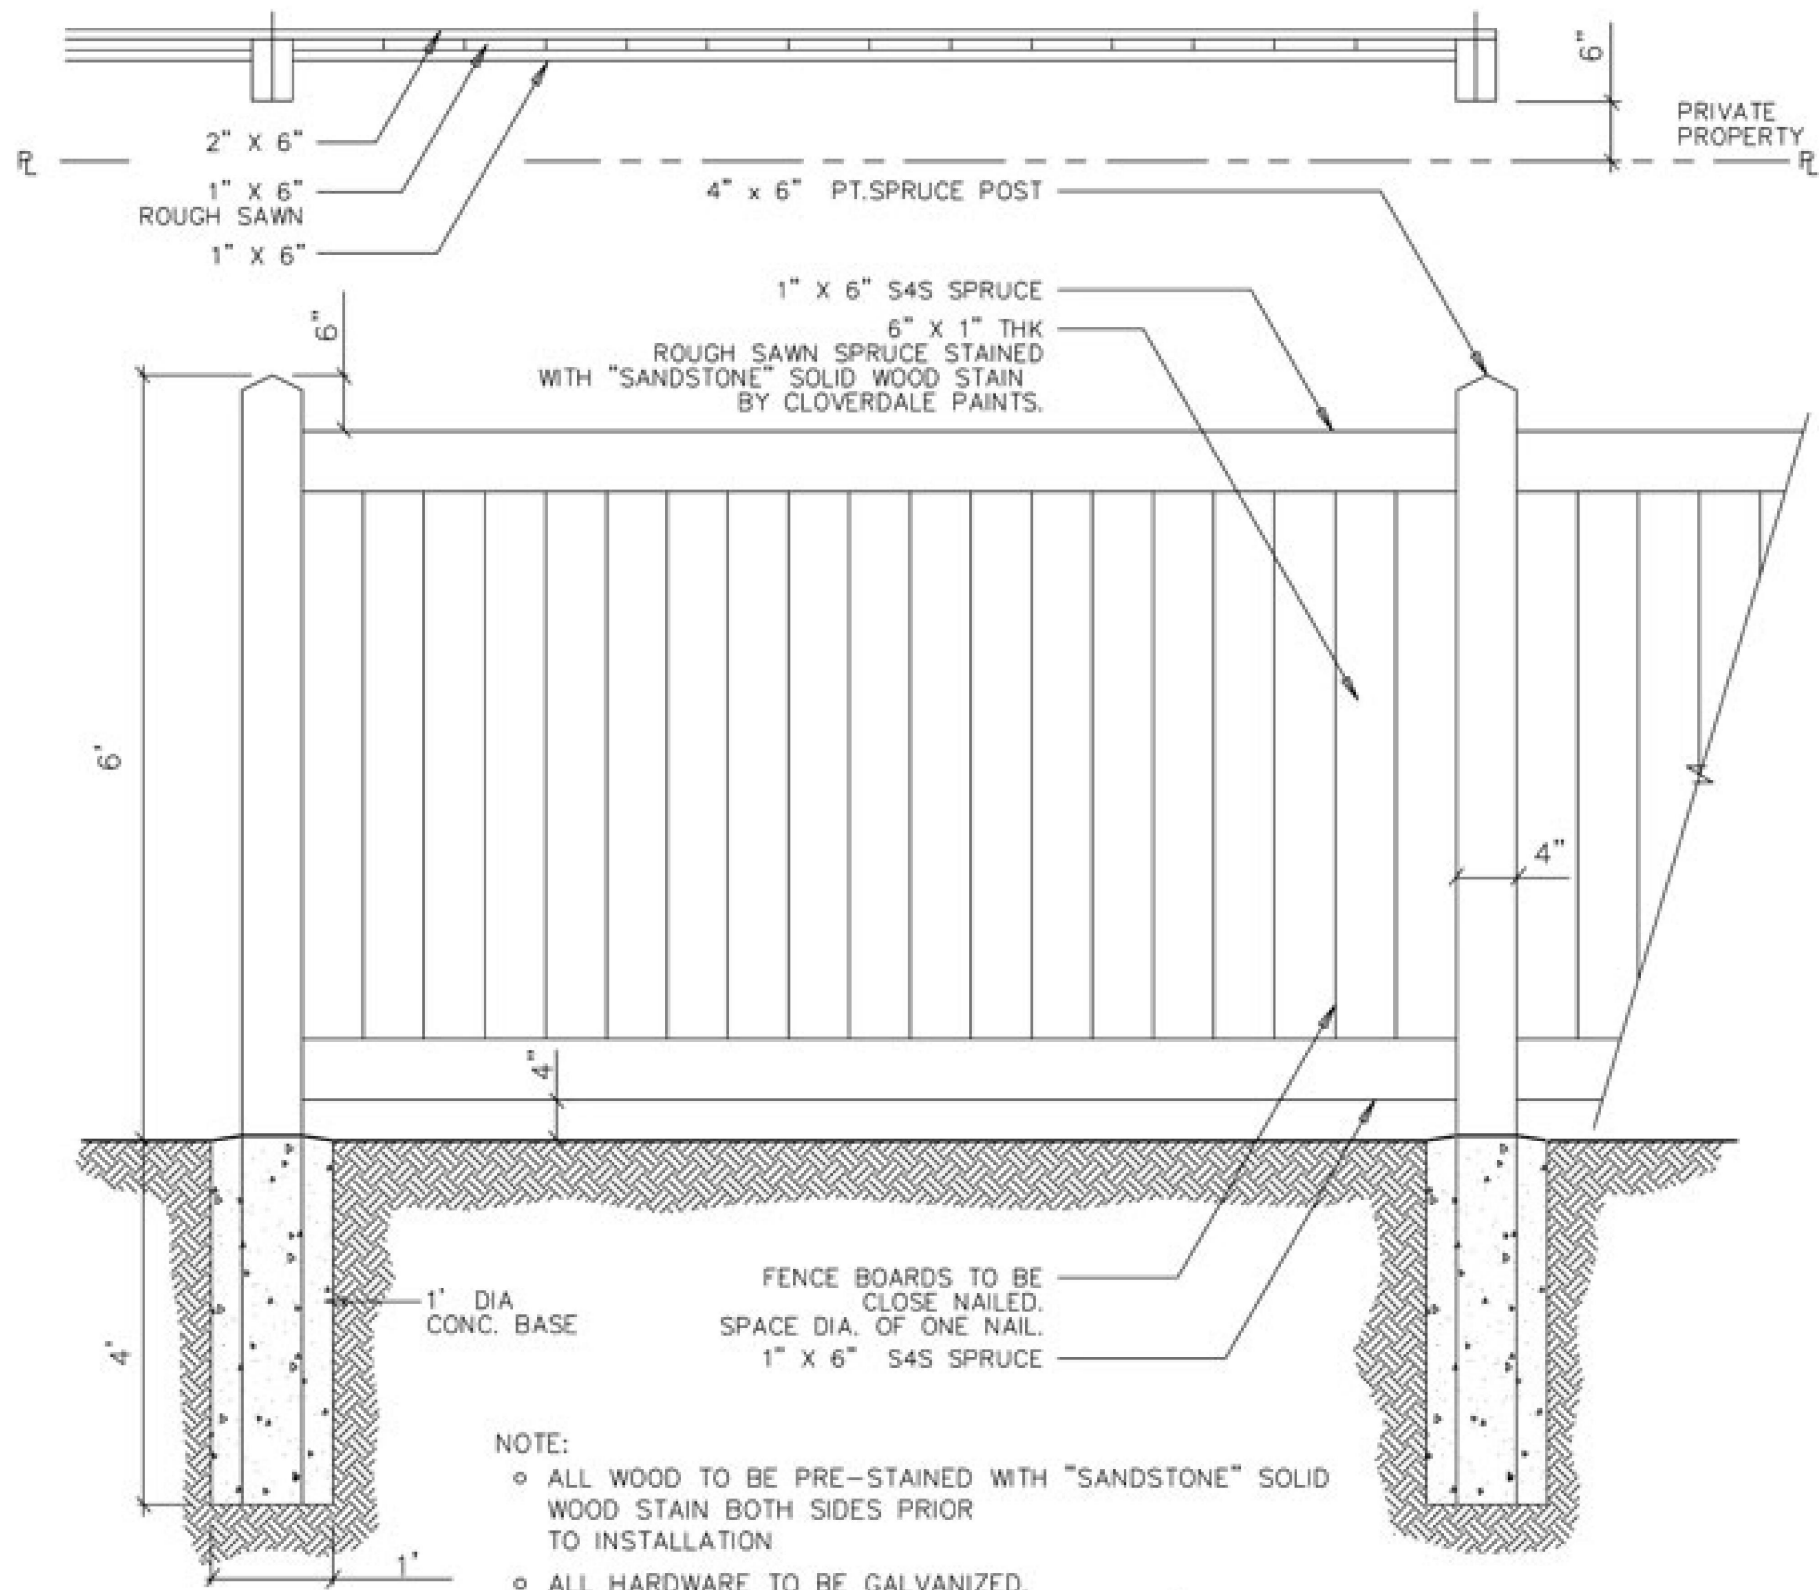 6"
PRIVATE
PROPERTY
2" X 6"
PL
PL
1" X 6"
ROUGH SAWN
1" X 6"
4" x 6" PT.SPRUCE POST
1" X 6" S4S SPRUCE
6" X 1" THK
ROUGH SAWN SPRUCE STAINED
WITH "SANDSTONE" SOLID WOOD STAIN
BY CLOVERDALE PAINTS.
6"
6'
4"
4"
1' DIA
CONC. BASE
FENCE BOARDS TO BE
CLOSE NAILED.
SPACE DIA. OF ONE NAIL.
1" X 6" S4S SPRUCE
4'
NOTE:
o ALL WOOD TO BE PRE-STAINED WITH "SANDSTONE" SOLID
WOOD STAIN BOTH SIDES PRIOR
TO INSTALLATION
1'
o ALL HARDWARE TO BE GALVANIZED.